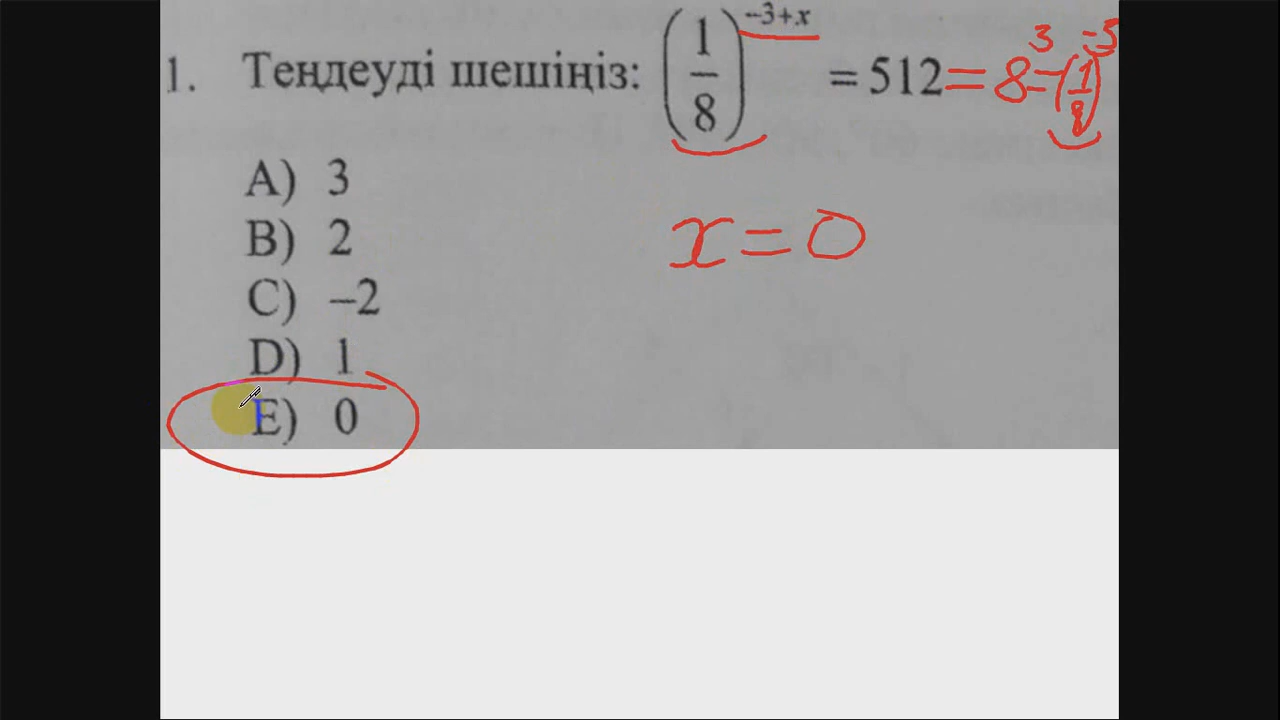 1. Теңдеуді шешіңіз: (1/8)^(–3+x) = 512 = 8^3 = (1/8)^(-3)
x = 0
A) 3
B) 2
C) –2
D) 1
E) 0